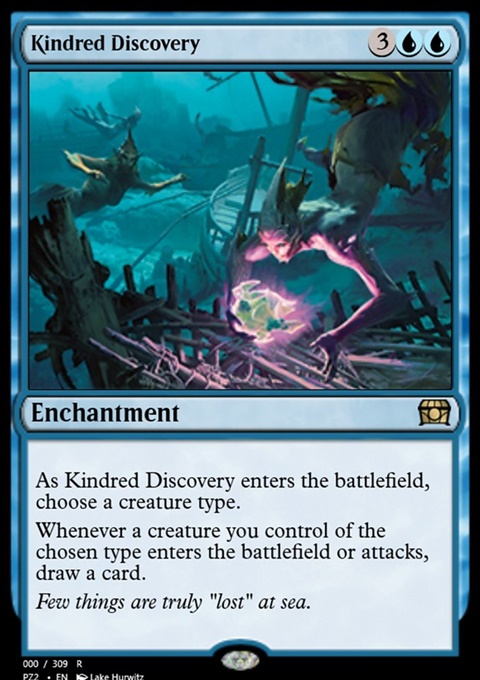 Kindred Discovery 3
Enchantment
As Kindred Discovery enters the battlefield,
choose a creature type.
Whenever a creature you control of the
chosen type enters the battlefield or attacks,
draw a card.
Few things are truly "lost" at sea.
000 / 309 R
PZ2 • EN Lake Hurwitz